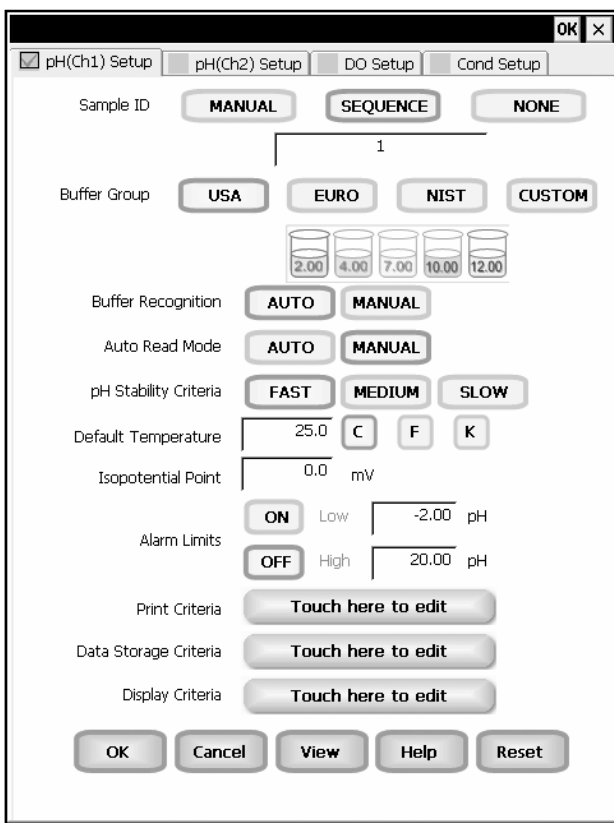 OK ×
pH(Ch1) Setup pH(Ch2) Setup DO Setup Cond Setup
Sample ID MANUAL SEQUENCE NONE
1
Buffer Group USA EURO NIST CUSTOM
2.00 4.00 7.00 10.00 12.00
Buffer Recognition AUTO MANUAL
Auto Read Mode AUTO MANUAL
pH Stability Criteria FAST MEDIUM SLOW
Default Temperature 25.0 C F K
Isopotential Point 0.0 mV
ON Low -2.00 pH
Alarm Limits
OFF High 20.00 pH
Print Criteria Touch here to edit
Data Storage Criteria Touch here to edit
Display Criteria Touch here to edit
OK Cancel View Help Reset